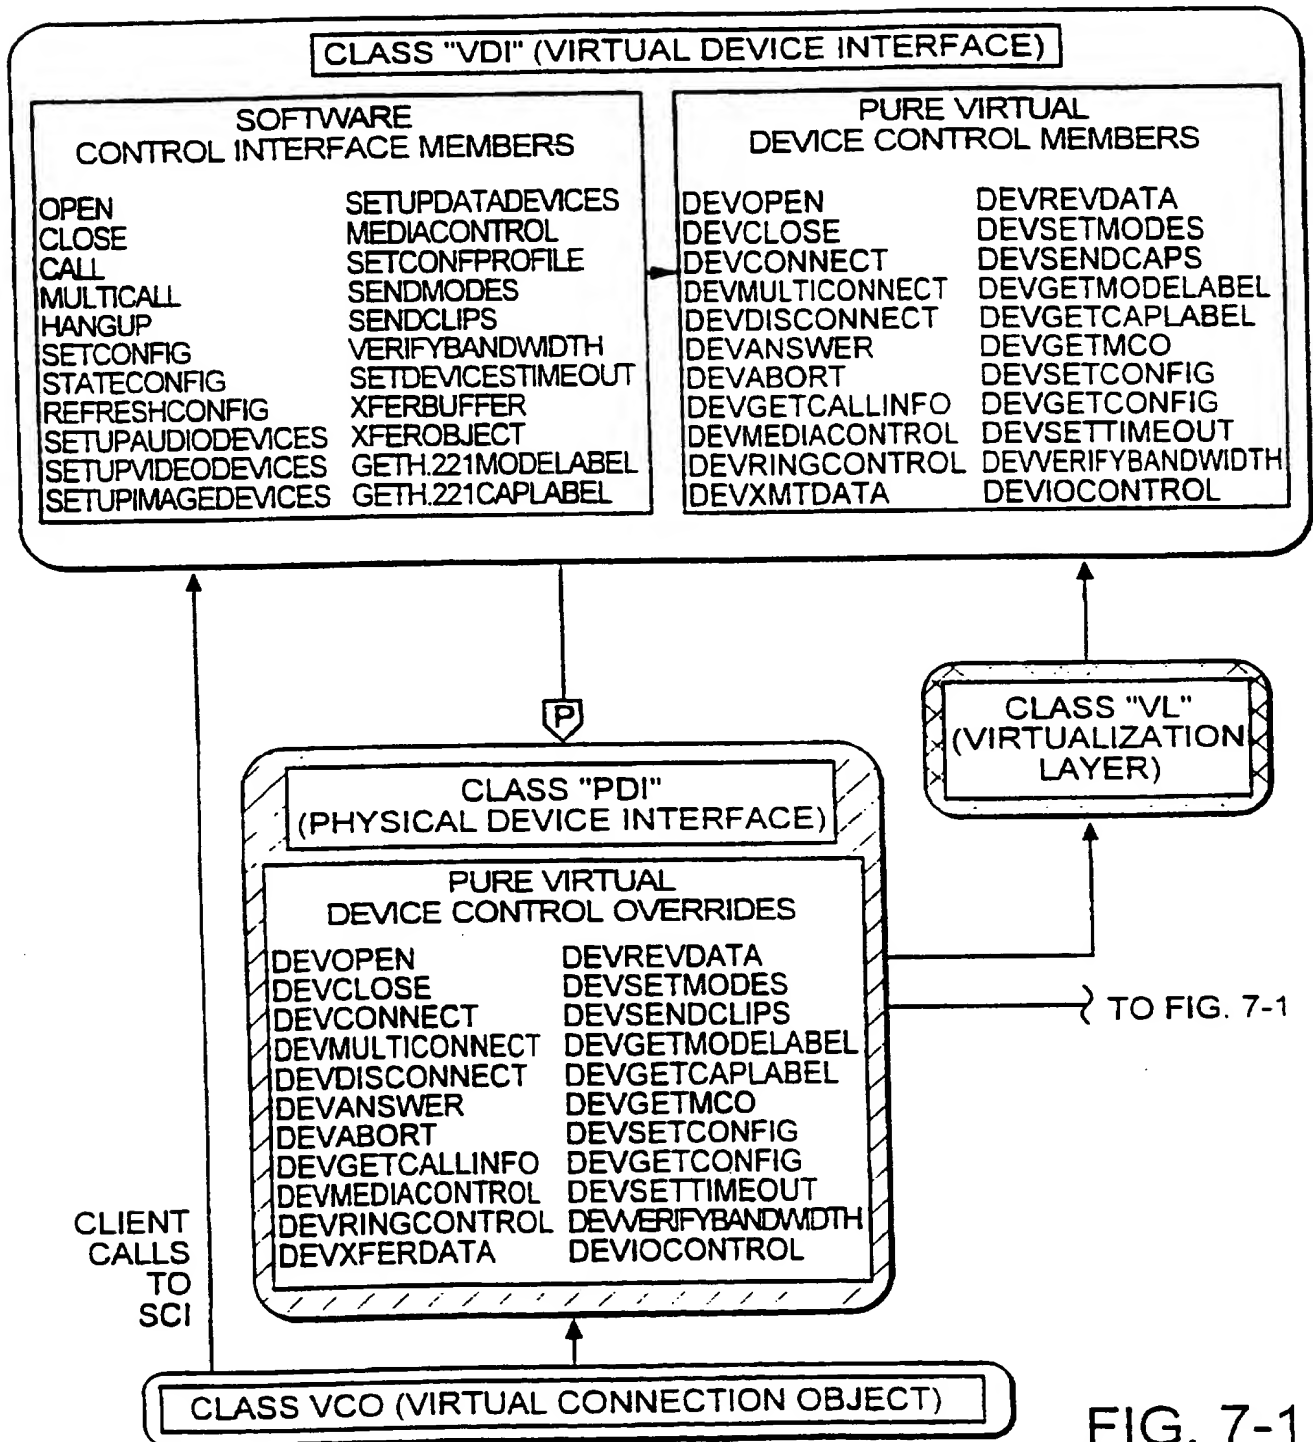 CLASS "VDI" (VIRTUAL DEVICE INTERFACE)
SOFTWARE
CONTROL INTERFACE MEMBERS
OPEN
CLOSE
CALL
MULTICALL
HANGUP
SETCONFIG
STATECONFIG
REFRESHCONFIG
SETUPAUDIODEVICES
SETUPVIDEODEVICES
SETUPIMAGEDEVICES
SETUPDATADEVICES
MEDIACONTROL
SETCONFPROFILE
SENDMODES
SENDCLIPS
VERIFYBANDWIDTH
SETDEVICESTIMEOUT
XFERBUFFER
XFEROBJECT
GETH.221MODELABEL
GETH.221CAPLABEL
PURE VIRTUAL
DEVICE CONTROL MEMBERS
DEVOPEN
DEVCLOSE
DEVCONNECT
DEVMULTICONNECT
DEVDISCONNECT
DEVANSWER
DEVABORT
DEVGETCALLINFO
DEVMEDIACONTROL
DEVRINGCONTROL
DEVXMTDATA
DEVREVDATA
DEVSETMODES
DEVSENDCAPS
DEVGETMODELABEL
DEVGETCAPLABEL
DEVGETMCO
DEVSETCONFIG
DEVGETCONFIG
DEVSETTIMEOUT
DEVVERIFYBANDWIDTH
DEVIOCONTROL
P
CLASS "VL"
(VIRTUALIZATION
LAYER)
CLASS "PDI"
(PHYSICAL DEVICE INTERFACE)
PURE VIRTUAL
DEVICE CONTROL OVERRIDES
DEVOPEN
DEVCLOSE
DEVCONNECT
DEVMULTICONNECT
DEVDISCONNECT
DEVANSWER
DEVABORT
DEVGETCALLINFO
DEVMEDIACONTROL
DEVRINGCONTROL
DEVXFERDATA
DEVREVDATA
DEVSETMODES
DEVSENDCLIPS
DEVGETMODELABEL
DEVGETCAPLABEL
DEVGETMCO
DEVSETCONFIG
DEVGETCONFIG
DEVSETTIMEOUT
DEVVERIFYBANDWIDTH
DEVIOCONTROL
TO FIG. 7-1
CLIENT
CALLS
TO
SCI
CLASS VCO (VIRTUAL CONNECTION OBJECT)
FIG. 7-1